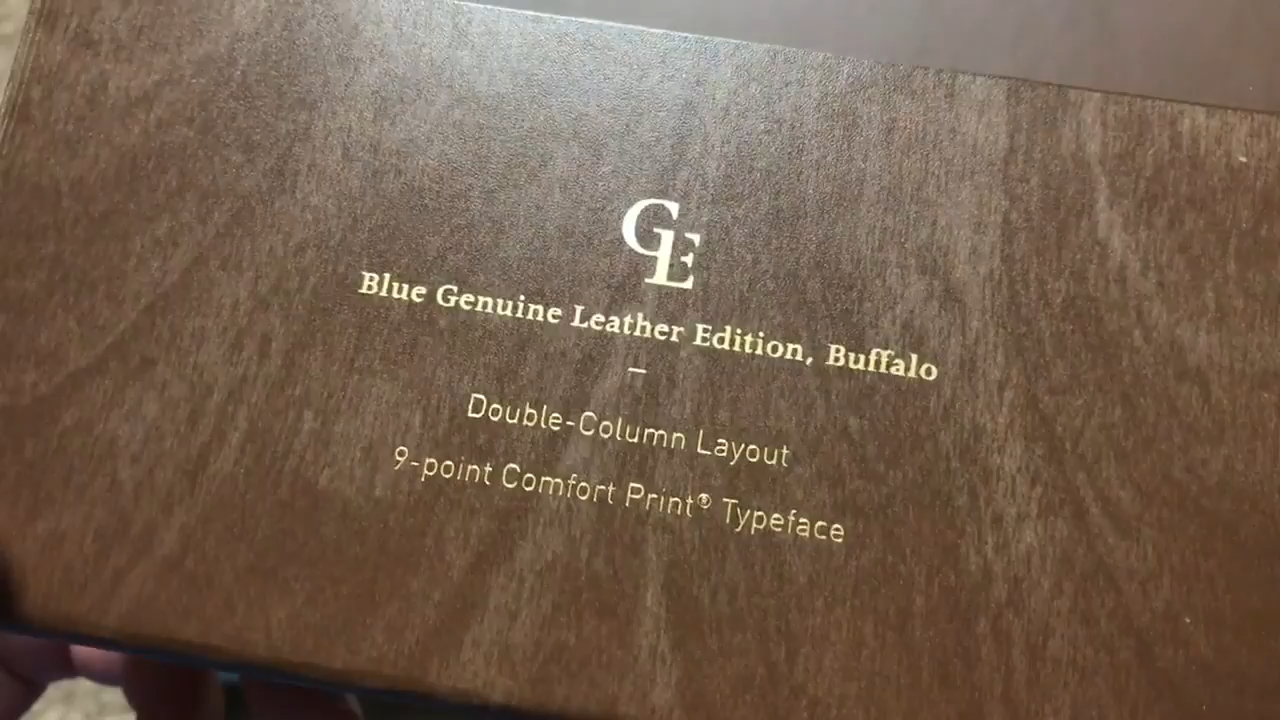 GE
Blue Genuine Leather Edition, Buffalo
–
Double-Column Layout
9-point Comfort Print® Typeface